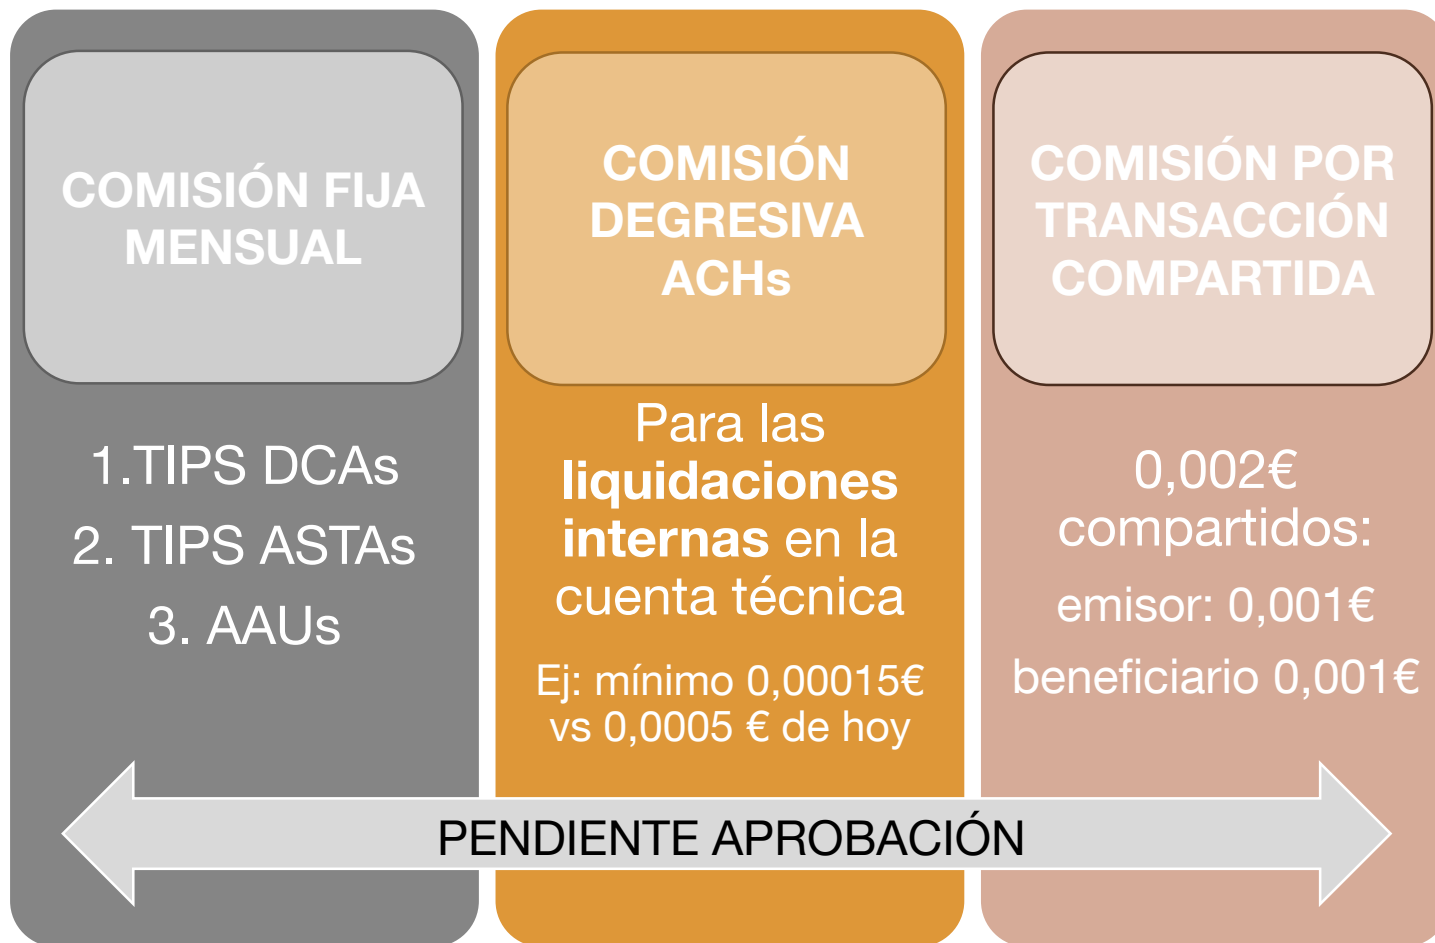 COMISIÓN FIJA
MENSUAL
1.TIPS DCAs
2. TIPS ASTAs
3. AAUs
COMISIÓN
DEGRESIVA
ACHs
Para las
liquidaciones
internas en la
cuenta técnica
Ej: mínimo 0,00015€
vs 0,0005 € de hoy
COMISIÓN POR
TRANSACCIÓN
COMPARTIDA
0,002€
compartidos:
emisor: 0,001€
beneficiario 0,001€
PENDIENTE APROBACIÓN